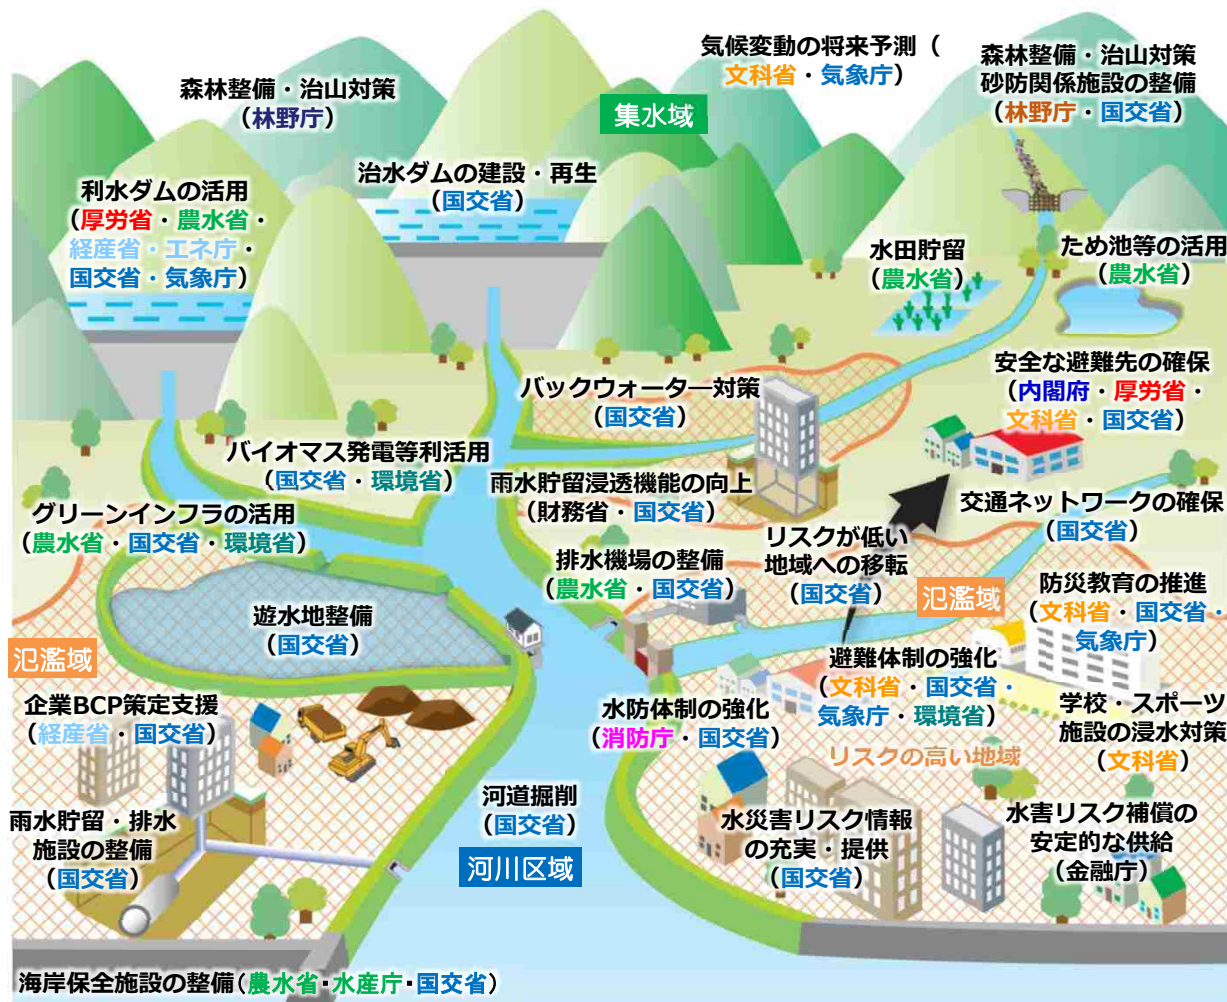 気候変動の将来予測（
文科省・気象庁）
森林整備・治山対策
砂防関係施設の整備
（林野庁・国交省）
森林整備・治山対策
（林野庁）
集水域
治水ダムの建設・再生
（国交省）
利水ダムの活用
（厚労省・農水省・
経産省・エネ庁・
国交省・気象庁）
水田貯留
（農水省）
ため池等の活用
（農水省）
安全な避難先の確保
（内閣府・厚労省・
文科省・国交省）
バックウォーター対策
（国交省）
バイオマス発電等利活用
（国交省・環境省）
雨水貯留浸透機能の向上
（財務省・国交省）
交通ネットワークの確保
（国交省）
グリーンインフラの活用
（農水省・国交省・環境省）
リスクが低い
地域への移転
（国交省）
排水機場の整備
（農水省・国交省）
防災教育の推進
（文科省・国交省・
気象庁）
氾濫域
遊水地整備
（国交省）
氾濫域
避難体制の強化
（文科省・国交省・
気象庁・環境省）
企業BCP策定支援
（経産省・国交省）
水防体制の強化
（消防庁・国交省）
学校・スポーツ
施設の浸水対策
（文科省）
リスクの高い地域
河道掘削
（国交省）
雨水貯留・排水
施設の整備
（国交省）
水災害リスク情報
の充実・提供
（国交省）
水害リスク補償の
安定的な供給
（金融庁）
河川区域
海岸保全施設の整備（農水省・水産庁・国交省）